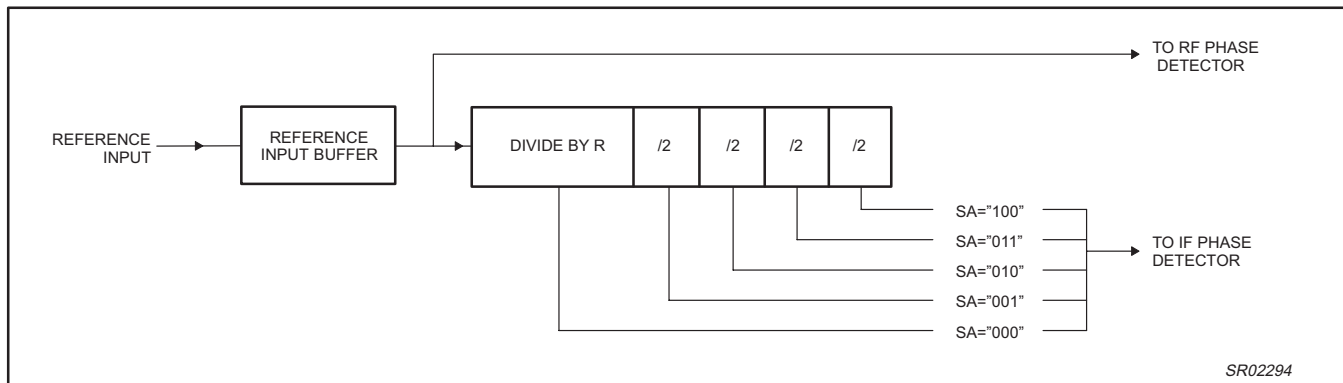 TO RF PHASE
DETECTOR
REFERENCE
INPUT
REFERENCE
INPUT BUFFER
DIVIDE BY R
/2
/2
/2
/2
SA="100"
SA="011"
SA="010"
SA="001"
SA="000"
TO IF PHASE
DETECTOR
SR02294